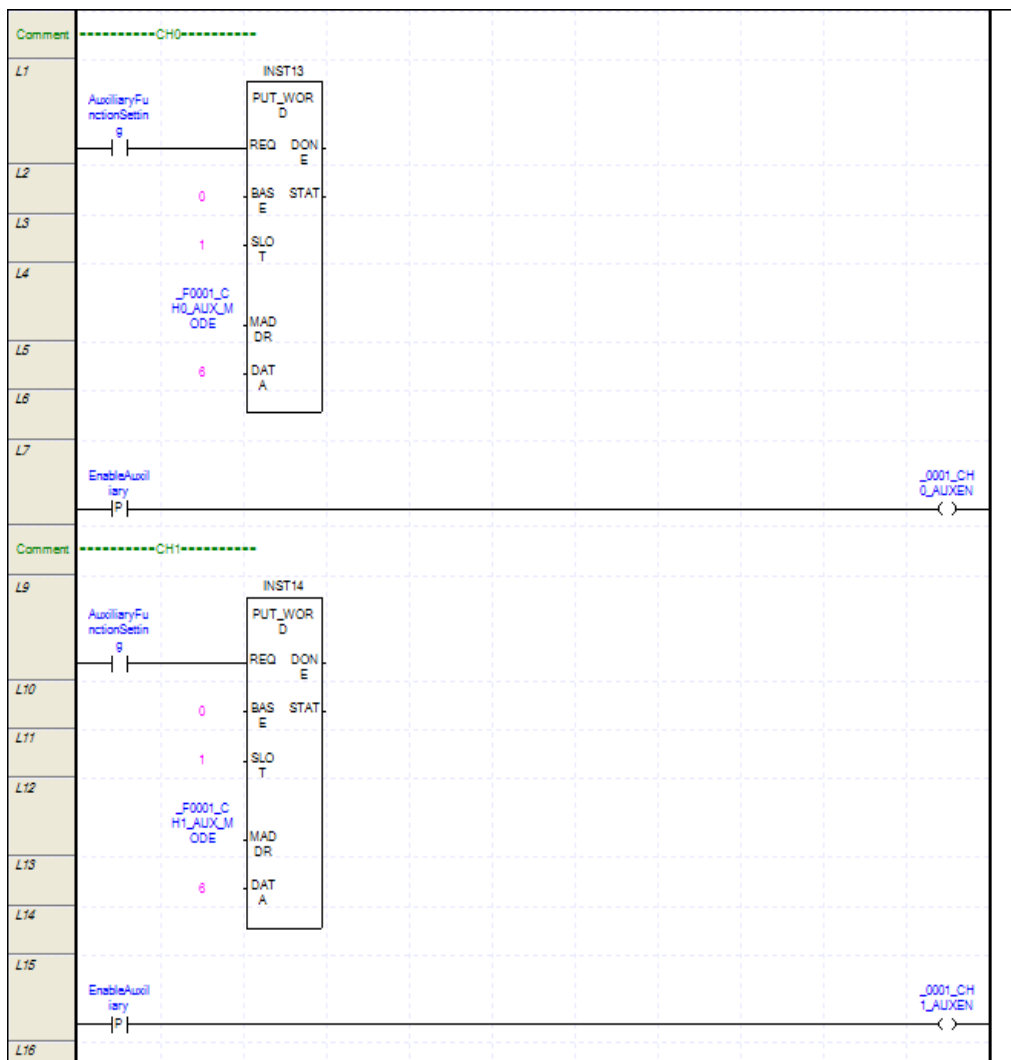 Comment ----------CH0----------
L1
INST13
AuxiliaryFu
nctionSettin
g
PUT_WOR
D
REQ DON
E
L2
0 BAS STAT
E
L3
1 SLO
T
L4
_F0001_C
H0_AUX_M
ODE MAD
DR
L5
6 DAT
A
L6
L7
EnableAuxil
iary
P
_0001_CH
0_AUXEN
Comment ----------CH1----------
L9
INST14
AuxiliaryFu
nctionSettin
g
PUT_WOR
D
REQ DON
E
L10
0 BAS STAT
E
L11
1 SLO
T
L12
_F0001_C
H1_AUX_M
ODE MAD
DR
L13
6 DAT
A
L14
L15
EnableAuxil
iary
P
_0001_CH
1_AUXEN
L16